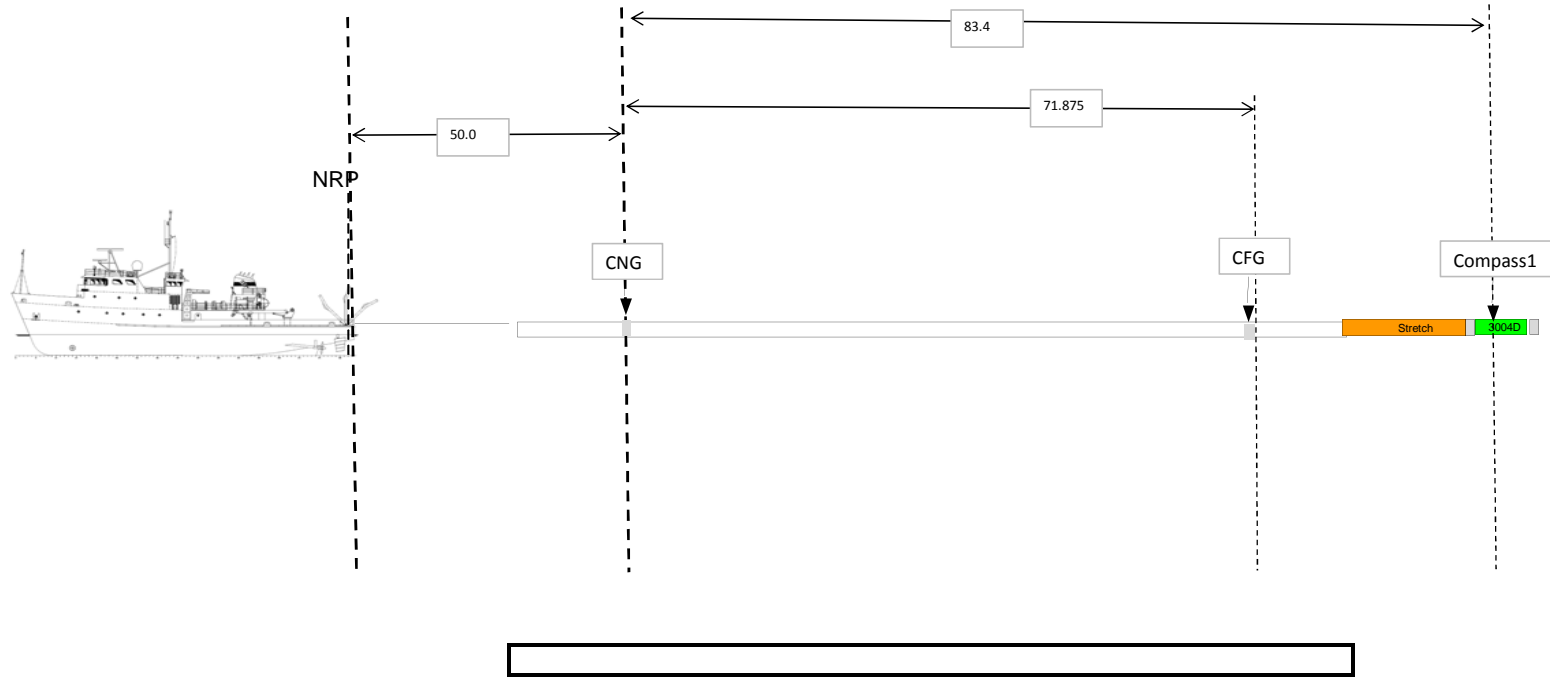 83.4
71.875
50.0
NRP
CNG
CFG
Compass1
Stretch
3004D